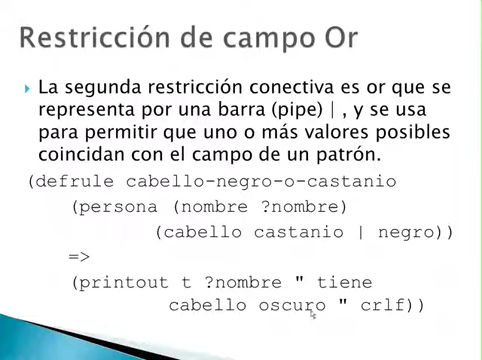 Restricción de campo Or
La segunda restricción conectiva es or que se
representa por una barra (pipe) | , y se usa
para permitir que uno o más valores posibles
coincidan con el campo de un patrón.
(defrule cabello-negro-o-castanio
(persona (nombre ?nombre)
(cabello castanio | negro))
=>
(printout t ?nombre " tiene
cabello oscuro " crlf))